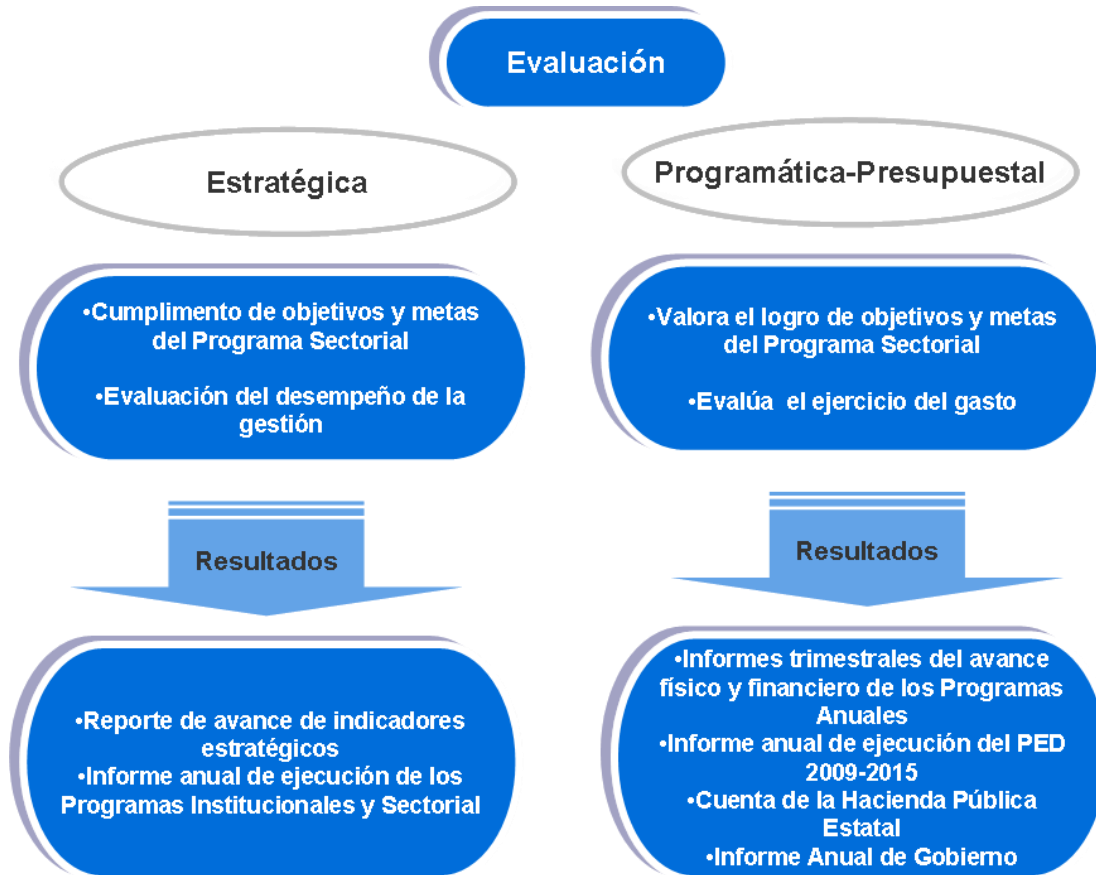 Evaluación
Estratégica
Programática-Presupuestal
•Cumplimento de objetivos y metas
del Programa Sectorial
•Evaluación del desempeño de la
gestión
•Valora el logro de objetivos y metas
del Programa Sectorial
•Evalúa el ejercicio del gasto
Resultados
Resultados
•Reporte de avance de indicadores
estratégicos
•Informe anual de ejecución de los
Programas Institucionales y Sectorial
•Informes trimestrales del avance
físico y financiero de los Programas
Anuales
•Informe anual de ejecución del PED
2009-2015
•Cuenta de la Hacienda Pública
Estatal
•Informe Anual de Gobierno